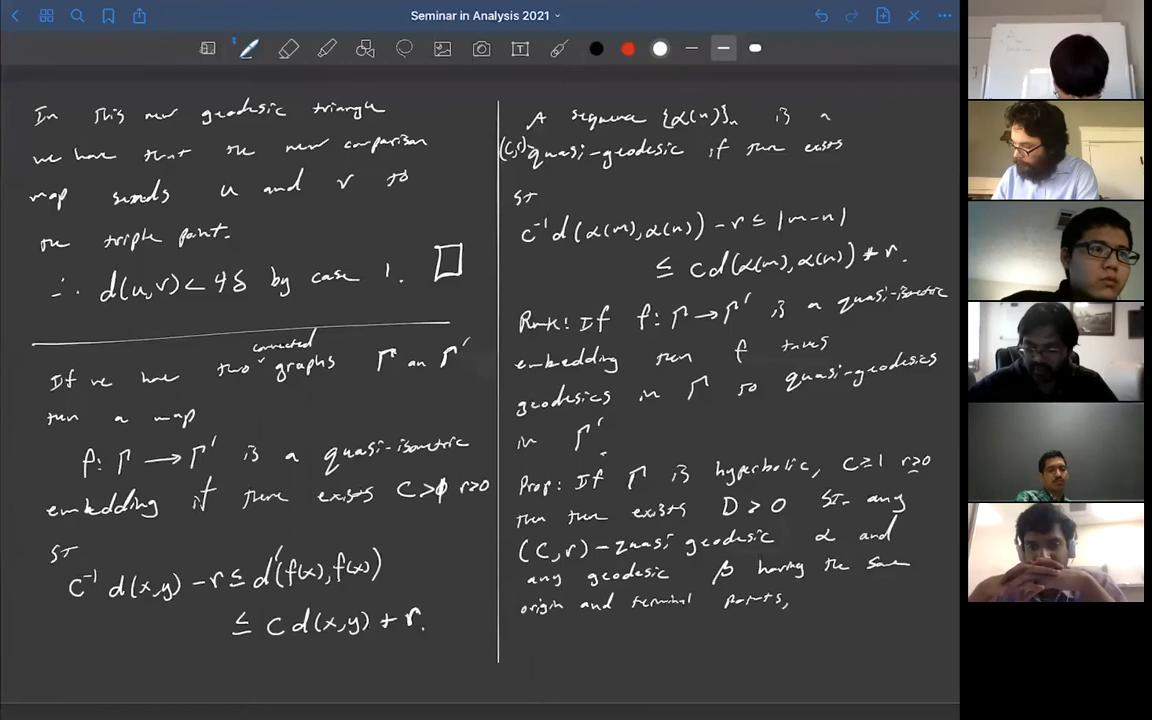 Seminar in Analysis 2021
In this new geodesic triangle
we have that the new comparison
map sends u and v to
the triple point.
∴ d(u,v) < 4δ by case 1. □
If we have two connected graphs Γ an Γ'
then a map
f: Γ → Γ' is a quasi-isometric
embedding if there exists C > 0 r ≥ 0
ST
C⁻¹ d(x,y) - r ≤ d'(f(x), f(x))
≤ C d(x,y) + r.
A sequence {α(n)}ₙ is a
(C,r)-quasi-geodesic if there exists
ST
C⁻¹ d(α(m), α(n)) - r ≤ |m-n|
≤ C d(α(m), α(n)) + r.
Rmk: If f: Γ → Γ' is a quasi-isometric
embedding then f takes
geodesics in Γ to quasi-geodesics
in Γ'
Prop: If Γ is hyperbolic, C ≥ 1 r ≥ 0
then there exists D > 0 ST any
(C, r)-quasi geodesic α and
any geodesic β having the same
origin and terminal points,